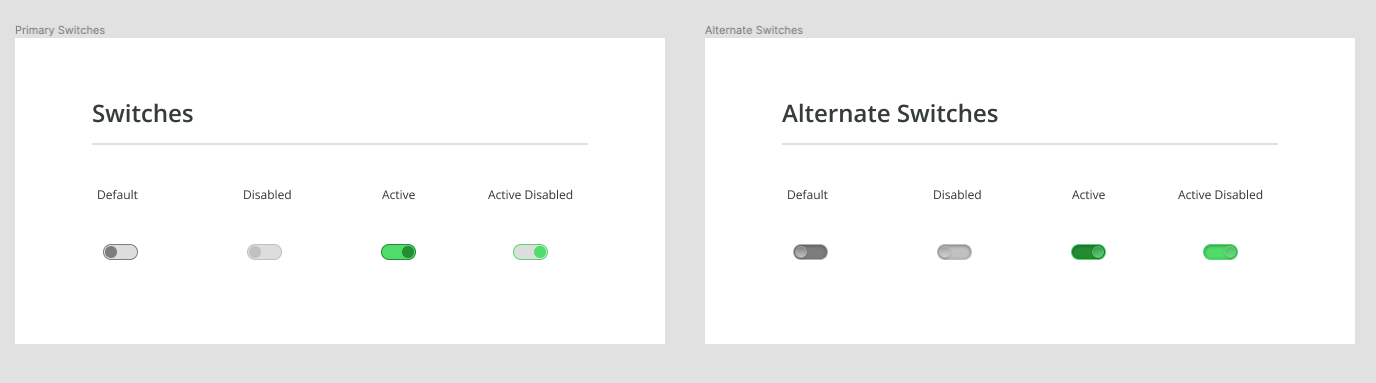 Primary Switches
Switches
Default Disabled Active Active Disabled
Alternate Switches
Alternate Switches
Default Disabled Active Active Disabled